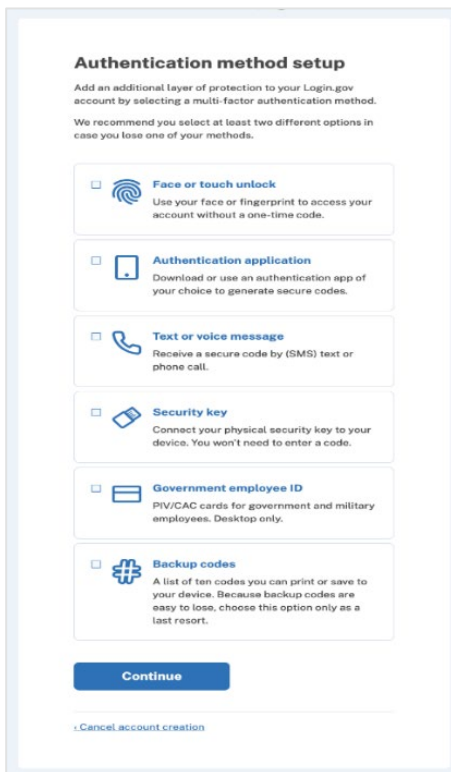 Authentication method setup
Add an additional layer of protection to your Login.gov
account by selecting a multi-factor authentication method.
We recommend you select at least two different options in
case you lose one of your methods.
Face or touch unlock
Use your face or fingerprint to access your
account without a one-time code.
Authentication application
Download or use an authentication app of
your choice to generate secure codes.
Text or voice message
Receive a secure code by (SMS) text or
phone call.
Security key
Connect your physical security key to your
device. You won't need to enter a code.
Government employee ID
PIV/CAC cards for government and military
employees. Desktop only.
Backup codes
A list of ten codes you can print or save to
your device. Because backup codes are
easy to lose, choose this option only as a
last resort.
Continue
‹ Cancel account creation